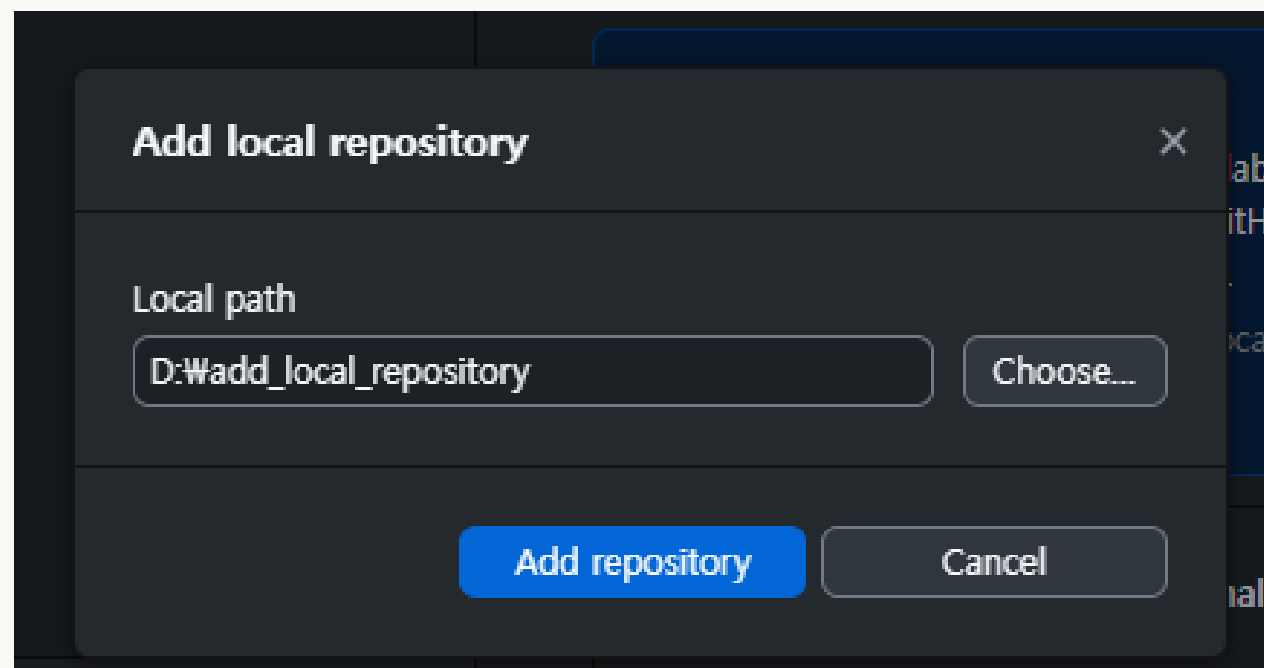 Add local repository
Local path
D:₩add_local_repository
Choose...
Add repository
Cancel